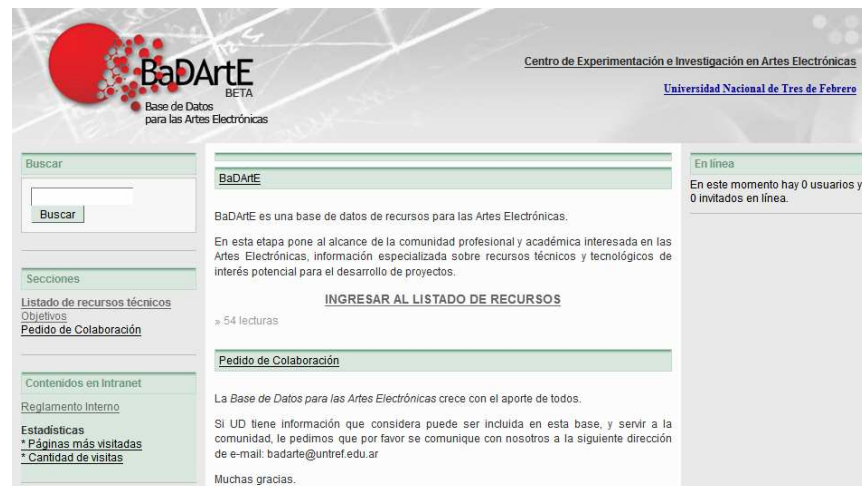 BaDArtE
BETA
Base de Datos
para las Artes Electrónicas
Centro de Experimentación e Investigación en Artes Electrónicas
Universidad Nacional de Tres de Febrero
Buscar
Buscar
Secciones
Listado de recursos técnicos
Objetivos
Pedido de Colaboración
Contenidos en Intranet
Reglamento Interno
Estadísticas
* Páginas más visitadas
* Cantidad de visitas
BaDArtE
BaDArtE es una base de datos de recursos para las Artes Electrónicas.
En esta etapa pone al alcance de la comunidad profesional y académica interesada en las
Artes Electrónicas, información especializada sobre recursos técnicos y tecnológicos de
interés potencial para el desarrollo de proyectos.
INGRESAR AL LISTADO DE RECURSOS
» 54 lecturas
Pedido de Colaboración
La Base de Datos para las Artes Electrónicas crece con el aporte de todos.
Si UD tiene información que considera puede ser incluida en esta base, y servir a la
comunidad, le pedimos que por favor se comunique con nosotros a la siguiente dirección
de e-mail: badarte@untref.edu.ar
Muchas gracias.
En línea
En este momento hay 0 usuarios y
0 invitados en línea.